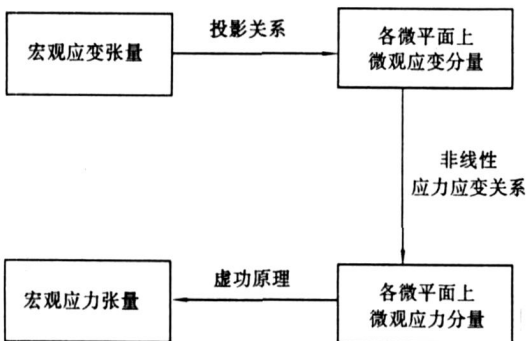 宏观应变张量
投影关系
各微平面上
微观应变分量
非线性
应力应变关系
宏观应力张量
虚功原理
各微平面上
微观应力分量